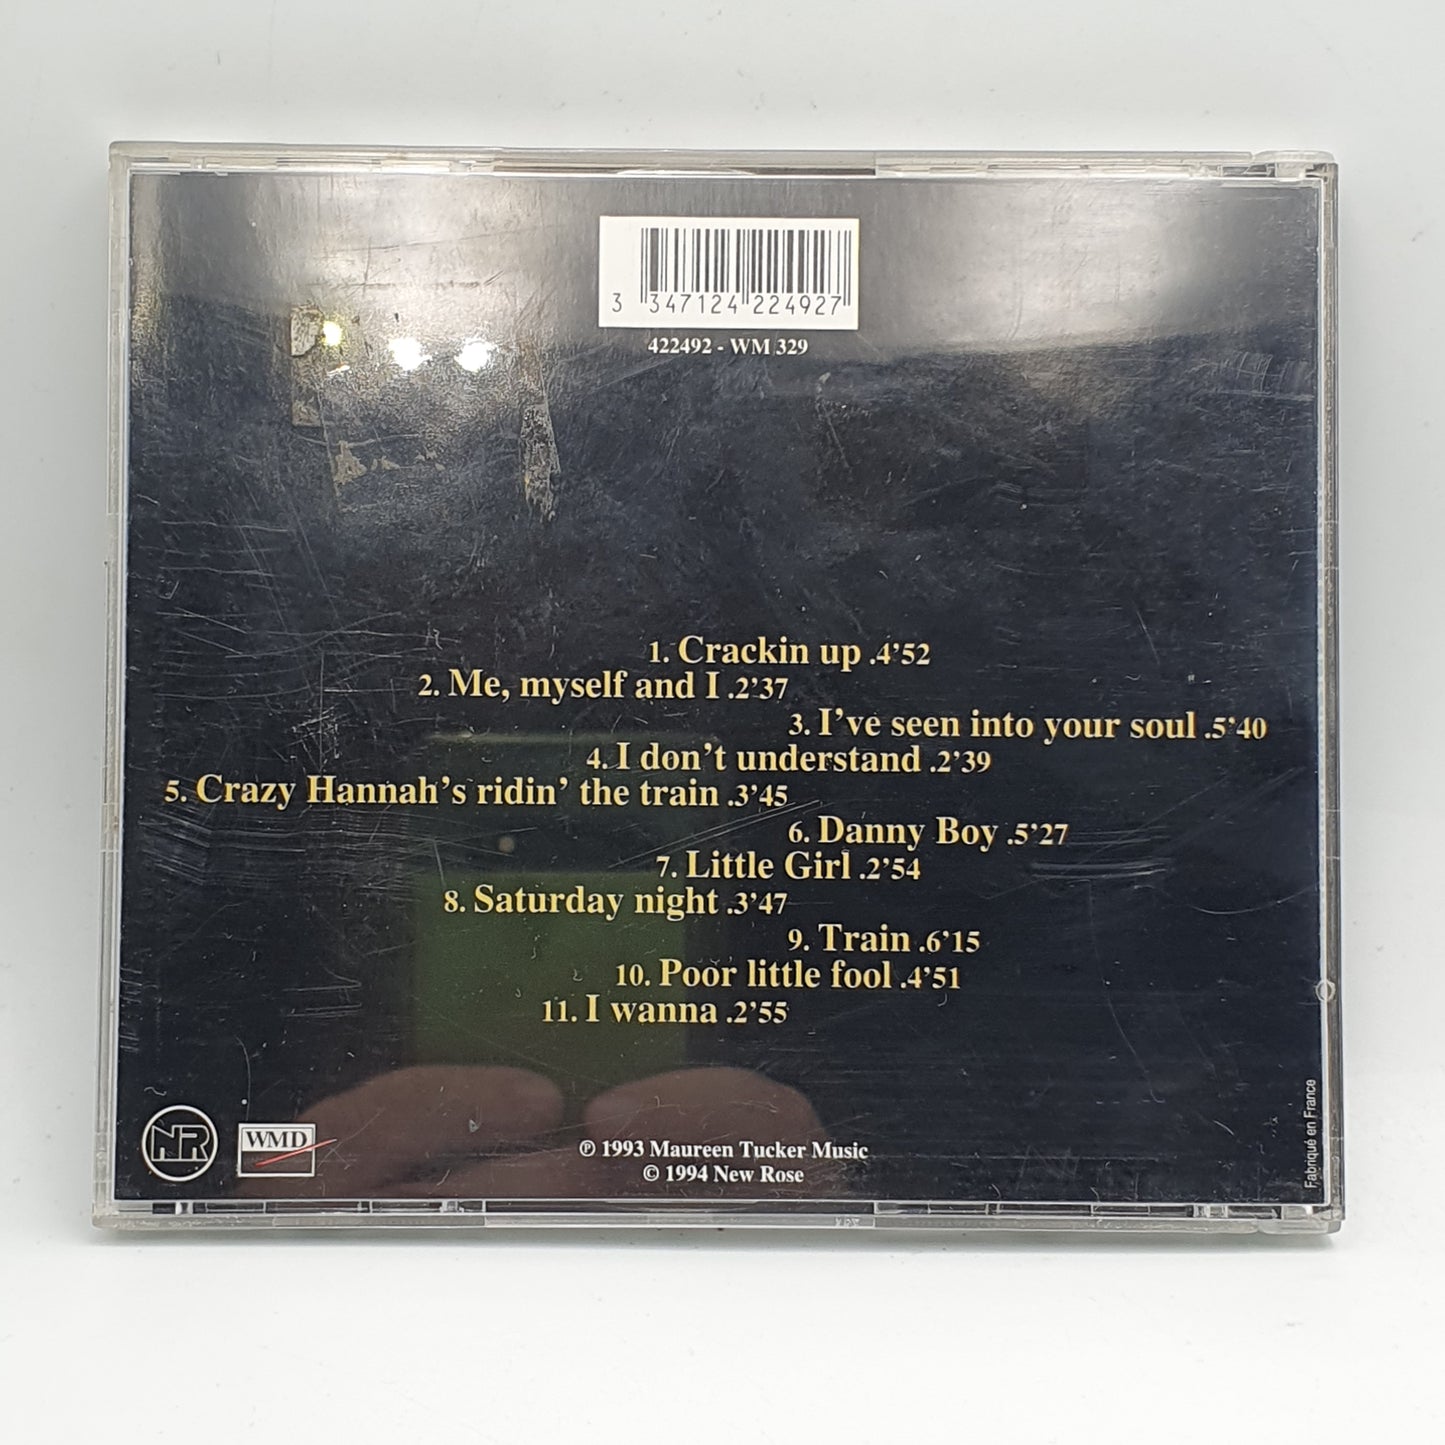 3 347124 224927
422492 - WM 329
1. Crackin up .4’52
2. Me, myself and I .2’37
3. I’ve seen into your soul .5’40
4. I don’t understand .2’39
5. Crazy Hannah’s ridin’ the train .3’45
6. Danny Boy .5’27
7. Little Girl .2’54
8. Saturday night .3’47
9. Train .6’15
10. Poor little fool .4’51
11. I wanna .2’55
NR
WMD
℗ 1993 Maureen Tucker Music
© 1994 New Rose
Fabriqué en France